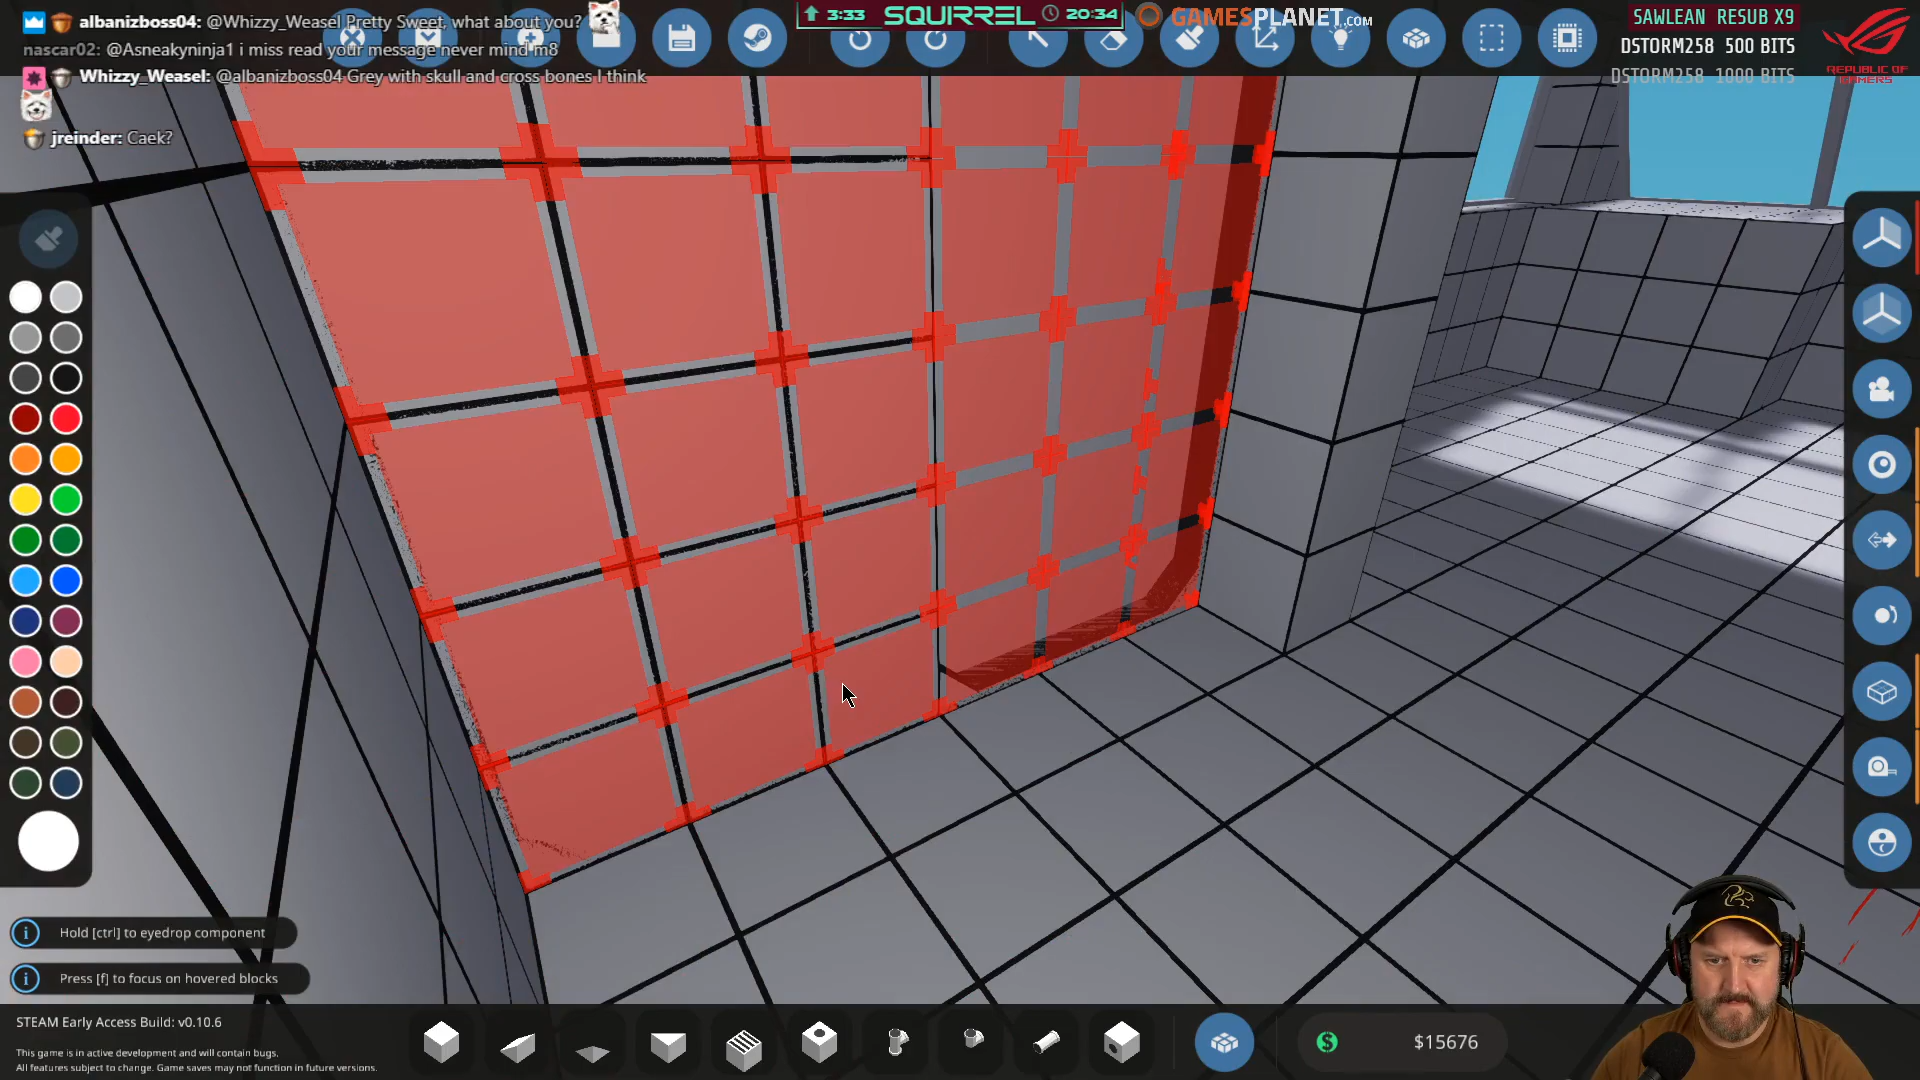 albanizboss04: @Whizzy_Weasel Pretty Sweet, what about you?
nascar02: @Asneakyninja1 i miss read your message never mind m8
Whizzy_Weasel: @albanizboss04 Grey with skull and cross bones I think
jreinder: Caek?
3:33 SQUIRREL 20:34
GAMESPLANET.COM
SAWLEAN RESUB X9
DSTORM258 500 BITS
DSTORM258 1000 BITS
REPUBLIC OF
GAMERS
Hold [ctrl] to eyedrop component
Press [f] to focus on hovered blocks
STEAM Early Access Build: v0.10.6
This game is in active development and will contain bugs.
All features subject to change. Game saves may not function in future versions.
$15676